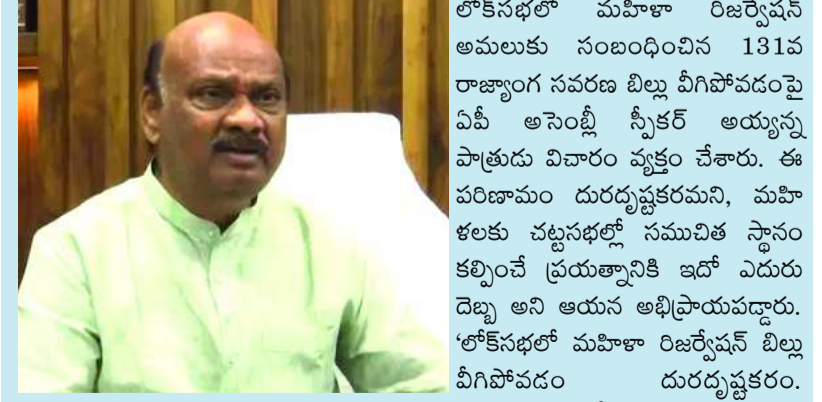 లోక్‌సభలో మహిళా రిజర్వేషన్
అమలుకు సంబంధించిన 131వ
రాజ్యాంగ సవరణ బిల్లు వీగిపోవడంపై
ఏపీ అసెంబ్లీ స్పీకర్ అయ్యన్న
పాత్రుడు విచారం వ్యక్తం చేశారు. ఈ
పరిణామం దురదృష్టకరమని, మహి
ళలకు చట్టసభల్లో సముచిత స్థానం
కల్పించే ప్రయత్నానికి ఇదో ఎదురు
దెబ్బ అని ఆయన అభిప్రాయపడ్డారు.
‘లోక్‌సభలో మహిళా రిజర్వేషన్ బిల్లు
వీగిపోవడం దురదృష్టకరం.